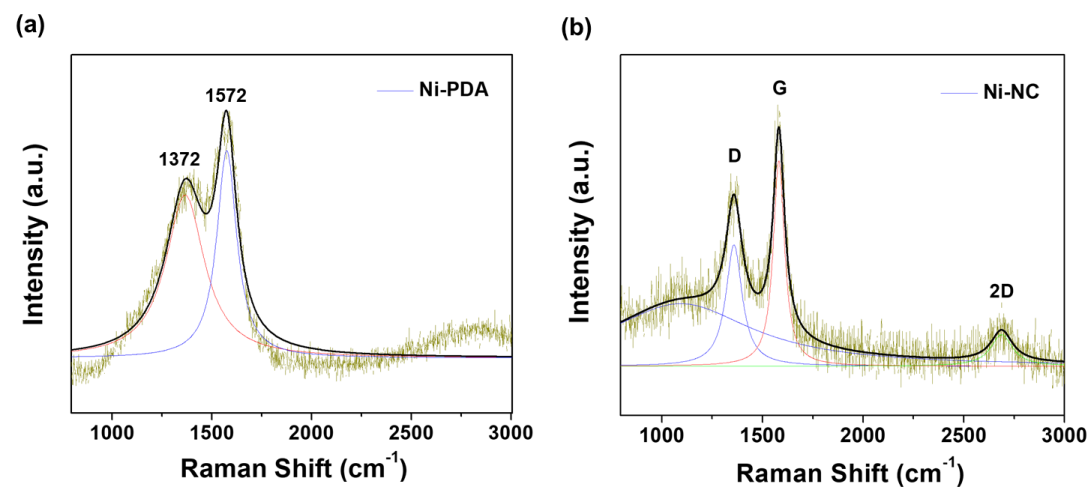 (a)
Ni-PDA
1572
1372
Intensity (a.u.)
1000 1500 2000 2500 3000
Raman Shift (cm⁻¹)
(b)
Ni-NC
G
D
2D
Intensity (a.u.)
1000 1500 2000 2500 3000
Raman Shift (cm⁻¹)